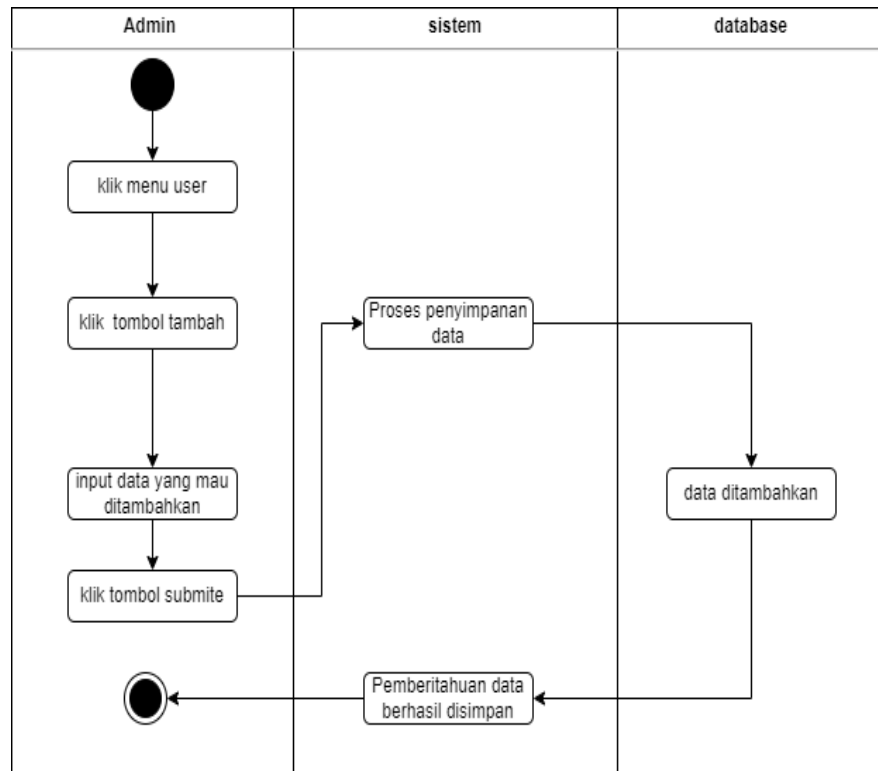 Admin
sistem
database
klik menu user
klik tombol tambah
Proses penyimpanan
data
input data yang mau
ditambahkan
data ditambahkan
klik tombol submite
Pemberitahuan data
berhasil disimpan